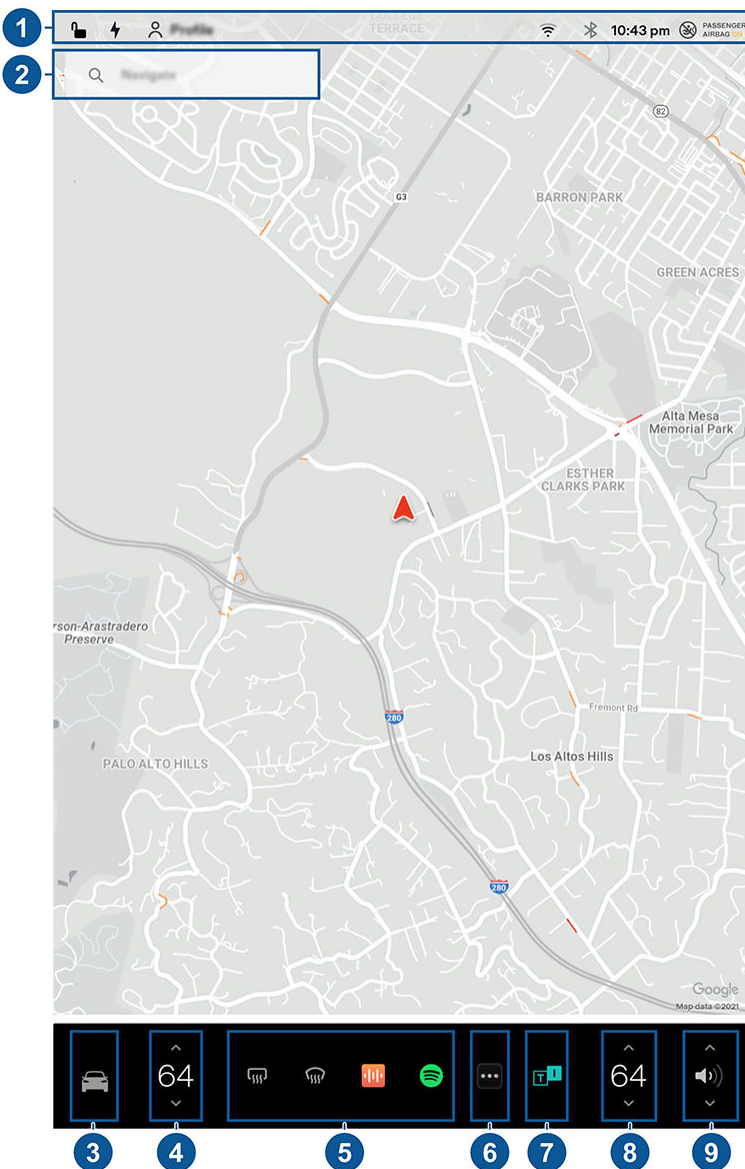 1
COLLEGE
TERRACE
Profile
10:43 pm
PASSENGER
AIRBAG ON
2
Navigate
82
G3
BARRON PARK
GREEN ACRES
Alta Mesa
Memorial Park
ESTHER
CLARKS PARK
rson-Arastradero
Preserve
280
Fremont Rd
Los Altos Hills
PALO ALTO HILLS
280
Google
Map data ©2021
64
T
I
64
3
4
5
6
7
8
9